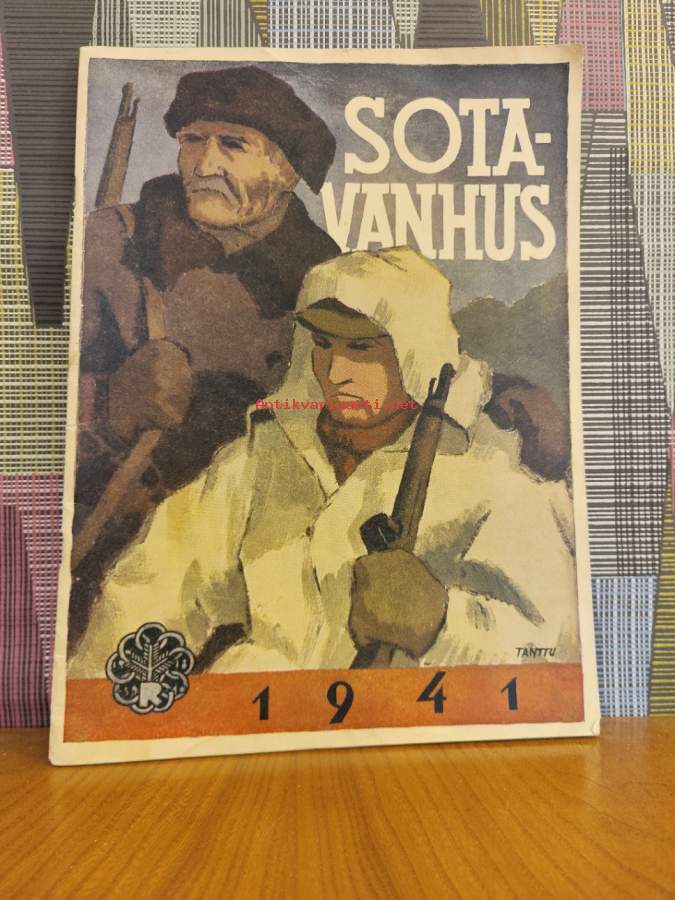 SOTA-
VANHUS
Antikvariaatti.net
TANTTU
1941